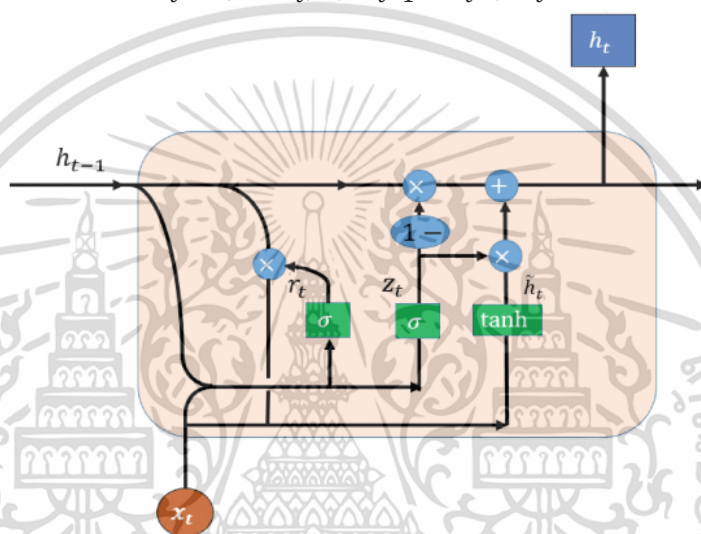 h_t
h_{t-1}
× +
1 −
× ×
r_t z_t h̃_t
σ σ tanh
x_t